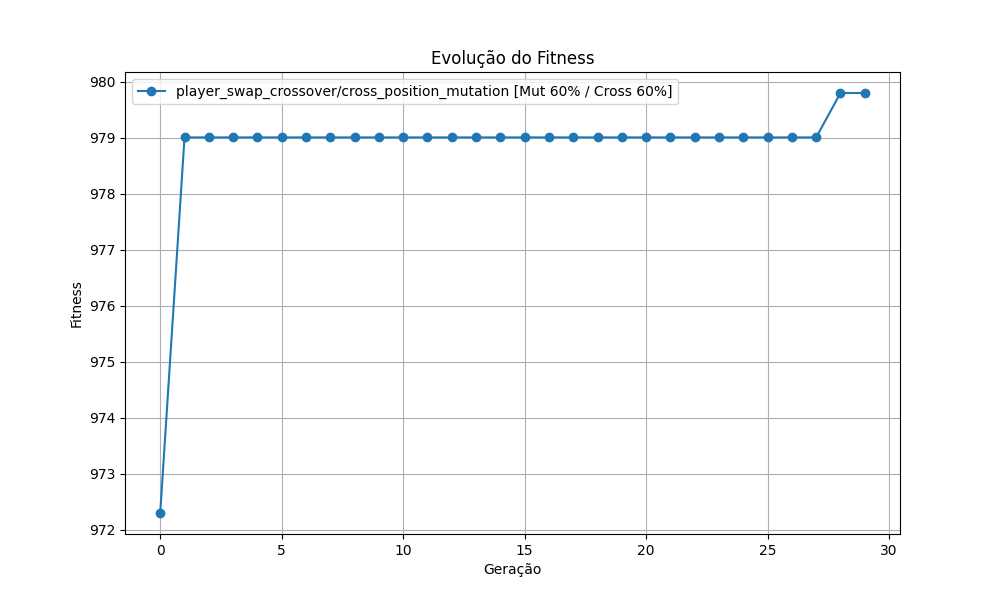 Evolução do Fitness
player_swap_crossover/cross_position_mutation [Mut 60% / Cross 60%]
980
979
978
977
976
975
974
973
972
Fitness
0 5 10 15 20 25 30
Geração